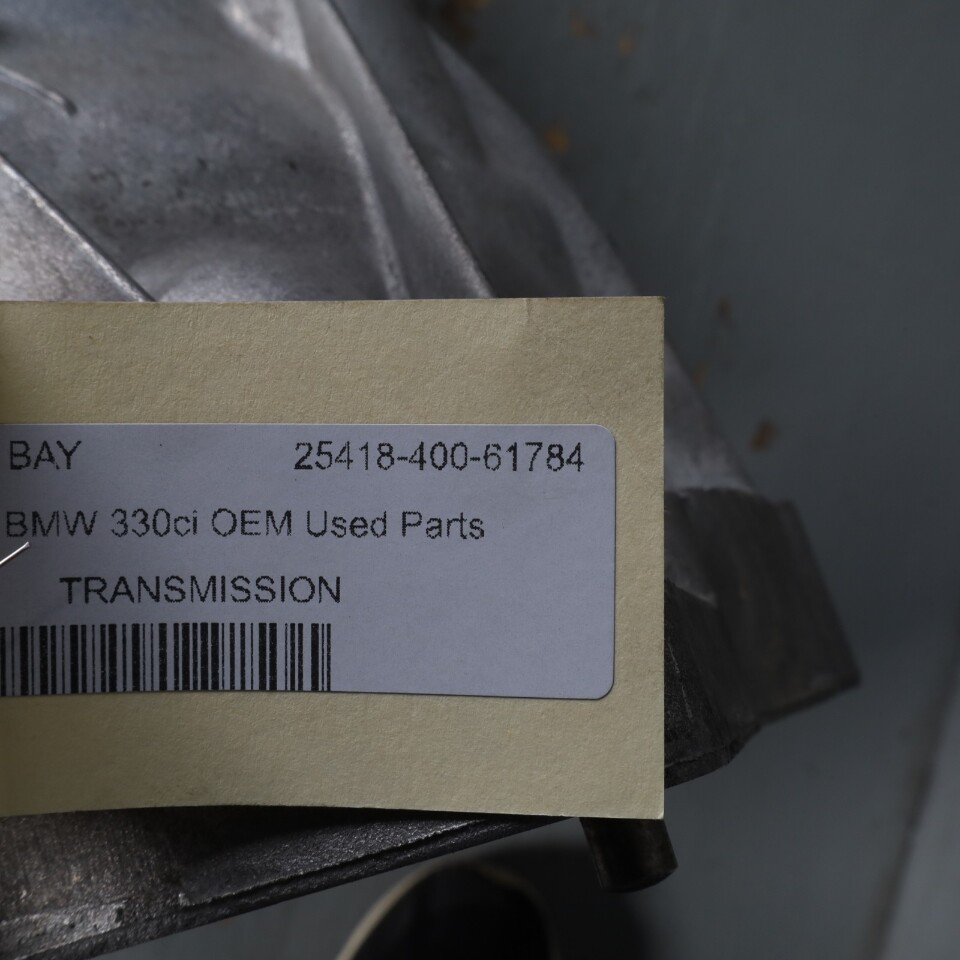 BAY 25418-400-61784
BMW 330ci OEM Used Parts
TRANSMISSION